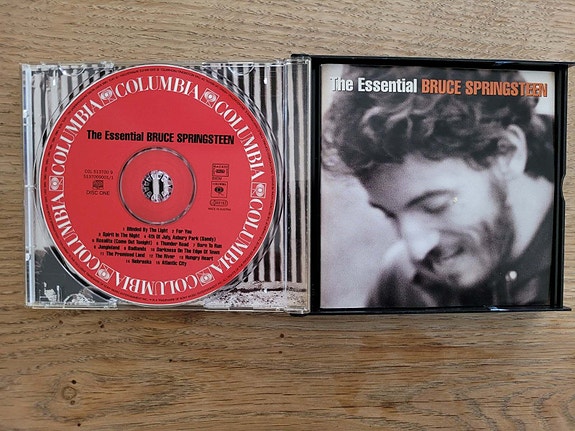 COLUMBIA COLUMBIA COLUMBIA COLUMBIA COLUMBIA COLUMBIA
The Essential BRUCE SPRINGSTEEN
DISC ONE
1 Blinded By The Light 2 For You
3 Spirit In The Night 4 4th Of July, Asbury Park (Sandy)
5 Rosalita (Come Out Tonight) 6 Thunder Road 7 Born To Run
8 Jungleland 9 Badlands 10 Darkness On The Edge Of Town
11 The Promised Land 12 The River 13 Hungry Heart
14 Nebraska 15 Atlantic City
The Essential BRUCE SPRINGSTEEN